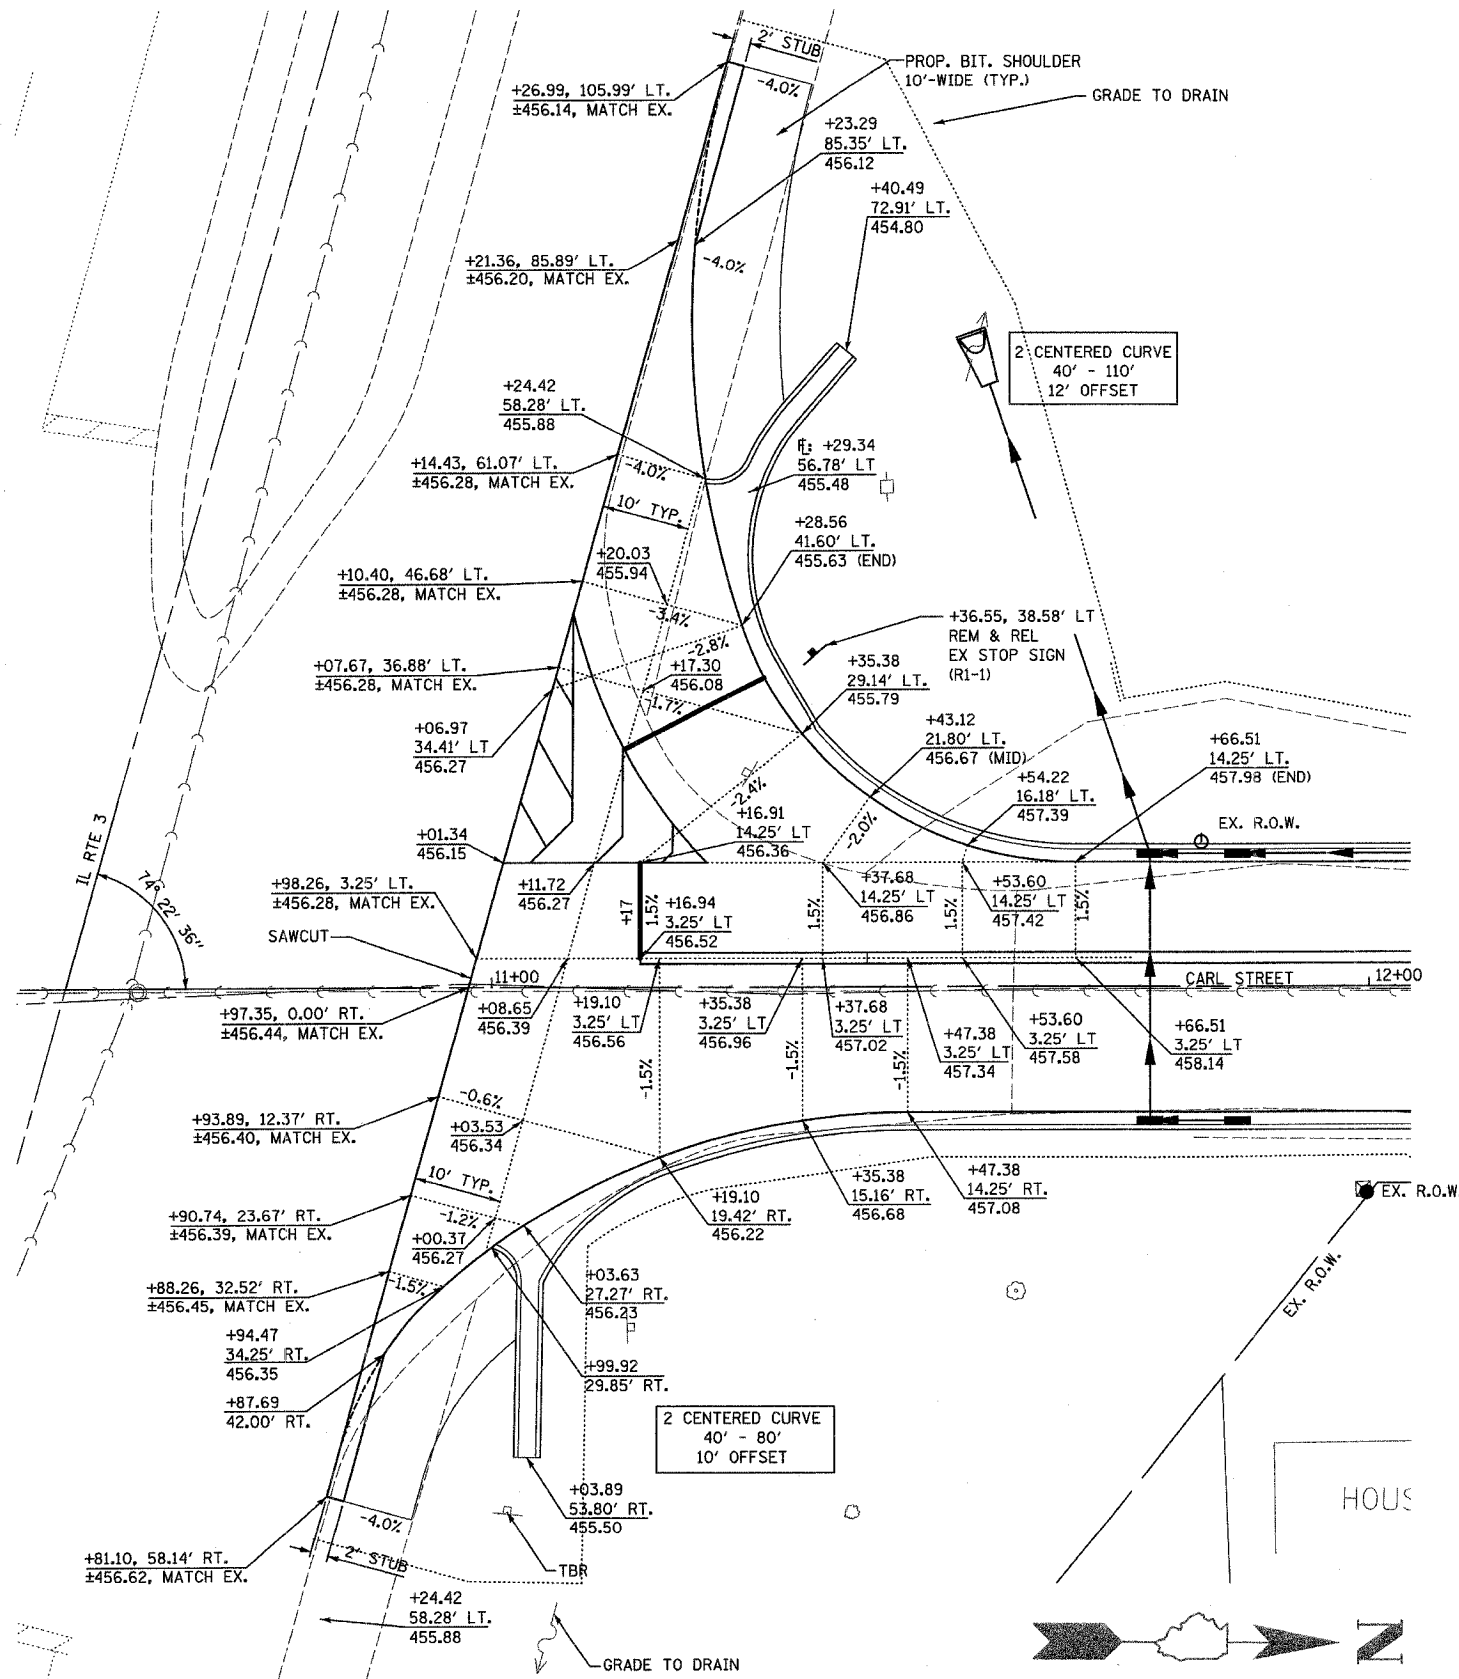 2' STUB
-4.0%
PROP. BIT. SHOULDER
10'-WIDE (TYP.)
GRADE TO DRAIN
+26.99, 105.99' LT.
±456.14, MATCH EX.
+23.29
85.35' LT.
456.12
+40.49
72.91' LT.
454.80
+21.36, 85.89' LT.
±456.20, MATCH EX.
-4.0%
2 CENTERED CURVE
40' - 110'
12' OFFSET
+24.42
58.28' LT.
455.88
+14.43, 61.07' LT.
±456.28, MATCH EX.
-4.0%
10' TYP.
FL: +29.34
56.78' LT
455.48
+28.56
41.60' LT.
455.63 (END)
+20.03
455.94
+10.40, 46.68' LT.
±456.28, MATCH EX.
-3.4%
-2.8%
+36.55, 38.58' LT
REM & REL
EX STOP SIGN
(R1-1)
+07.67, 36.88' LT.
±456.28, MATCH EX.
+17.30
456.08
-1.7%
+35.38
29.14' LT.
455.79
+06.97
34.41' LT
456.27
+43.12
21.80' LT.
456.67 (MID)
+66.51
14.25' LT.
457.98 (END)
-2.4%
+54.22
16.18' LT.
457.39
+16.91
14.25' LT
456.36
-2.0%
EX. R.O.W.
IL RTE 3
74° 22' 36"
+01.34
456.15
+98.26, 3.25' LT.
±456.28, MATCH EX.
+11.72
456.27
+17
1.5%
+16.94
3.25' LT
456.52
1.5%
+37.68
14.25' LT
456.86
1.5%
+53.60
14.25' LT
457.42
1.5%
SAWCUT
11+00
CARL STREET
12+00
+97.35, 0.00' RT.
±456.44, MATCH EX.
+08.65
456.39
+19.10
3.25' LT
456.56
+35.38
3.25' LT
456.96
+37.68
3.25' LT
457.02
+47.38
3.25' LT
457.34
+53.60
3.25' LT
457.58
+66.51
3.25' LT
458.14
-1.5%
-1.5%
-1.5%
-0.6%
+93.89, 12.37' RT.
±456.40, MATCH EX.
+03.53
456.34
10' TYP.
+90.74, 23.67' RT.
±456.39, MATCH EX.
-1.2%
+00.37
456.27
+19.10
19.42' RT.
456.22
+35.38
15.16' RT.
456.68
+47.38
14.25' RT.
457.08
EX. R.O.W.
EX. R.O.W.
+88.26, 32.52' RT.
±456.45, MATCH EX.
-1.5%
+03.63
27.27' RT.
456.23
+94.47
34.25' RT.
456.35
+99.92
29.85' RT.
+87.69
42.00' RT.
2 CENTERED CURVE
40' - 80'
10' OFFSET
+03.89
53.80' RT.
455.50
HOUS
-4.0%
+81.10, 58.14' RT.
±456.62, MATCH EX.
2' STUB
TBR
+24.42
58.28' LT.
455.88
GRADE TO DRAIN
N